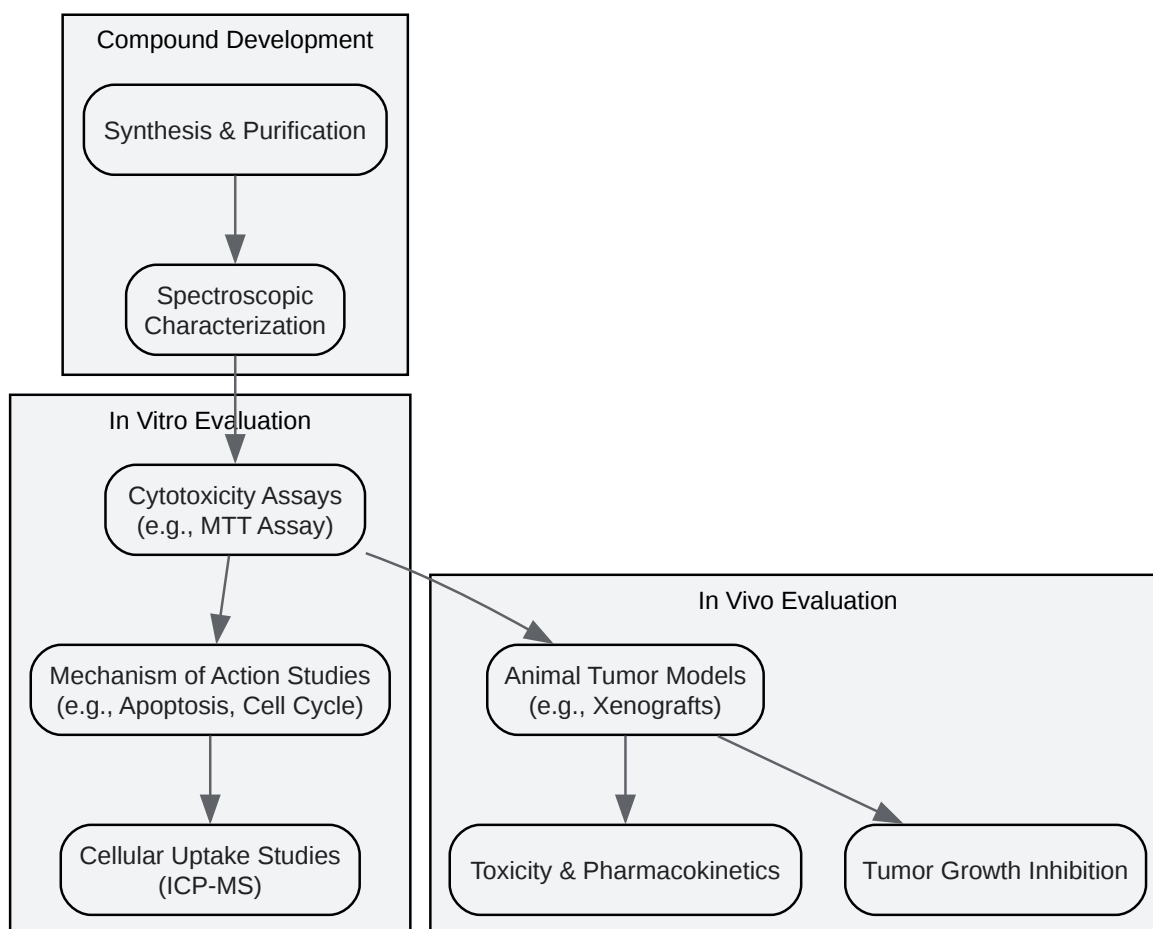 Compound Development
Synthesis & Purification
Spectroscopic
Characterization
In Vitro Evaluation
Cytotoxicity Assays
(e.g., MTT Assay)
In Vivo Evaluation
Mechanism of Action Studies
(e.g., Apoptosis, Cell Cycle)
Animal Tumor Models
(e.g., Xenografts)
Cellular Uptake Studies
(ICP-MS)
Toxicity & Pharmacokinetics
Tumor Growth Inhibition